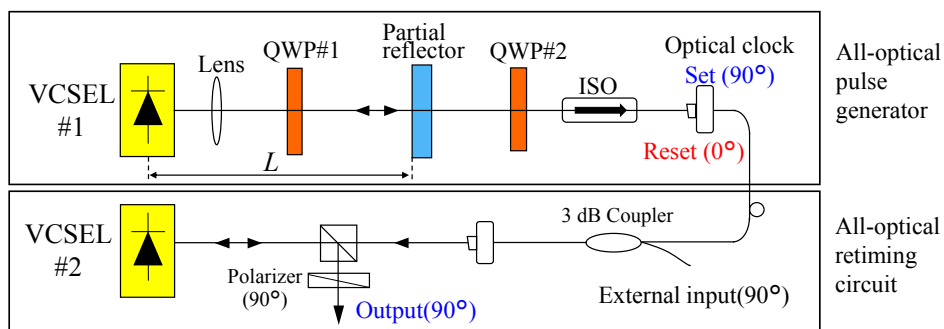 VCSEL
#1
Lens
QWP#1
Partial
reflector
QWP#2
ISO
Optical clock
Set (90°)
Reset (0°)
L
All-optical
pulse
generator
VCSEL
#2
Polarizer
(90°)
Output(90°)
3 dB Coupler
External input(90°)
All-optical
retiming
circuit